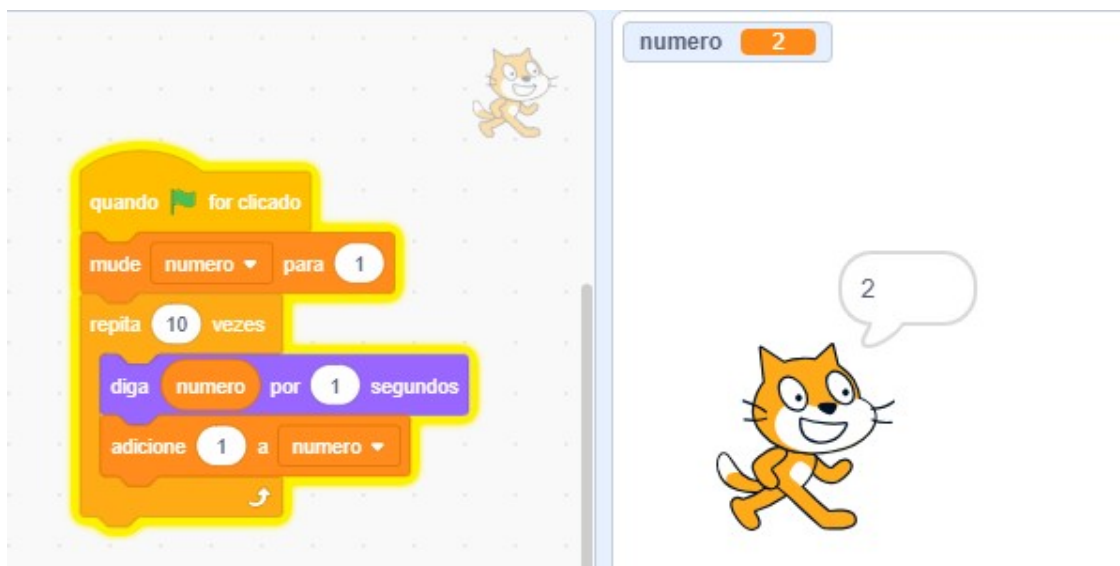 numero 2
quando for clicado
mude numero para 1
repita 10 vezes
diga numero por 1 segundos
adicione 1 a numero
2